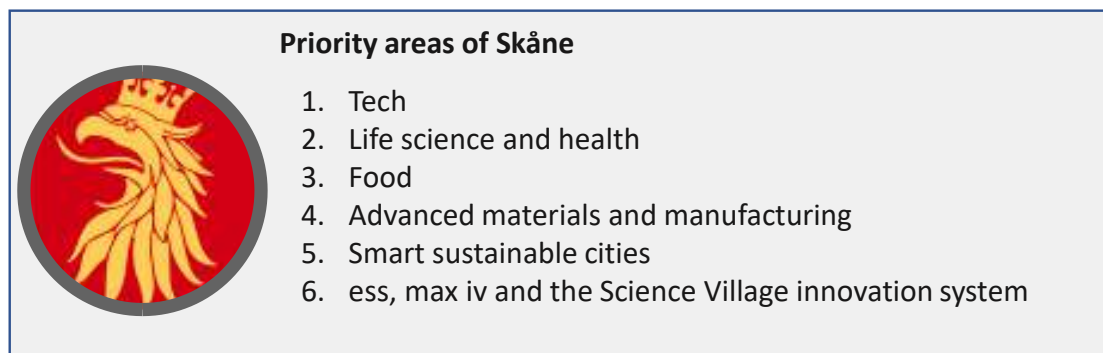 Priority areas of Skåne
1. Tech
2. Life science and health
3. Food
4. Advanced materials and manufacturing
5. Smart sustainable cities
6. ess, max iv and the Science Village innovation system